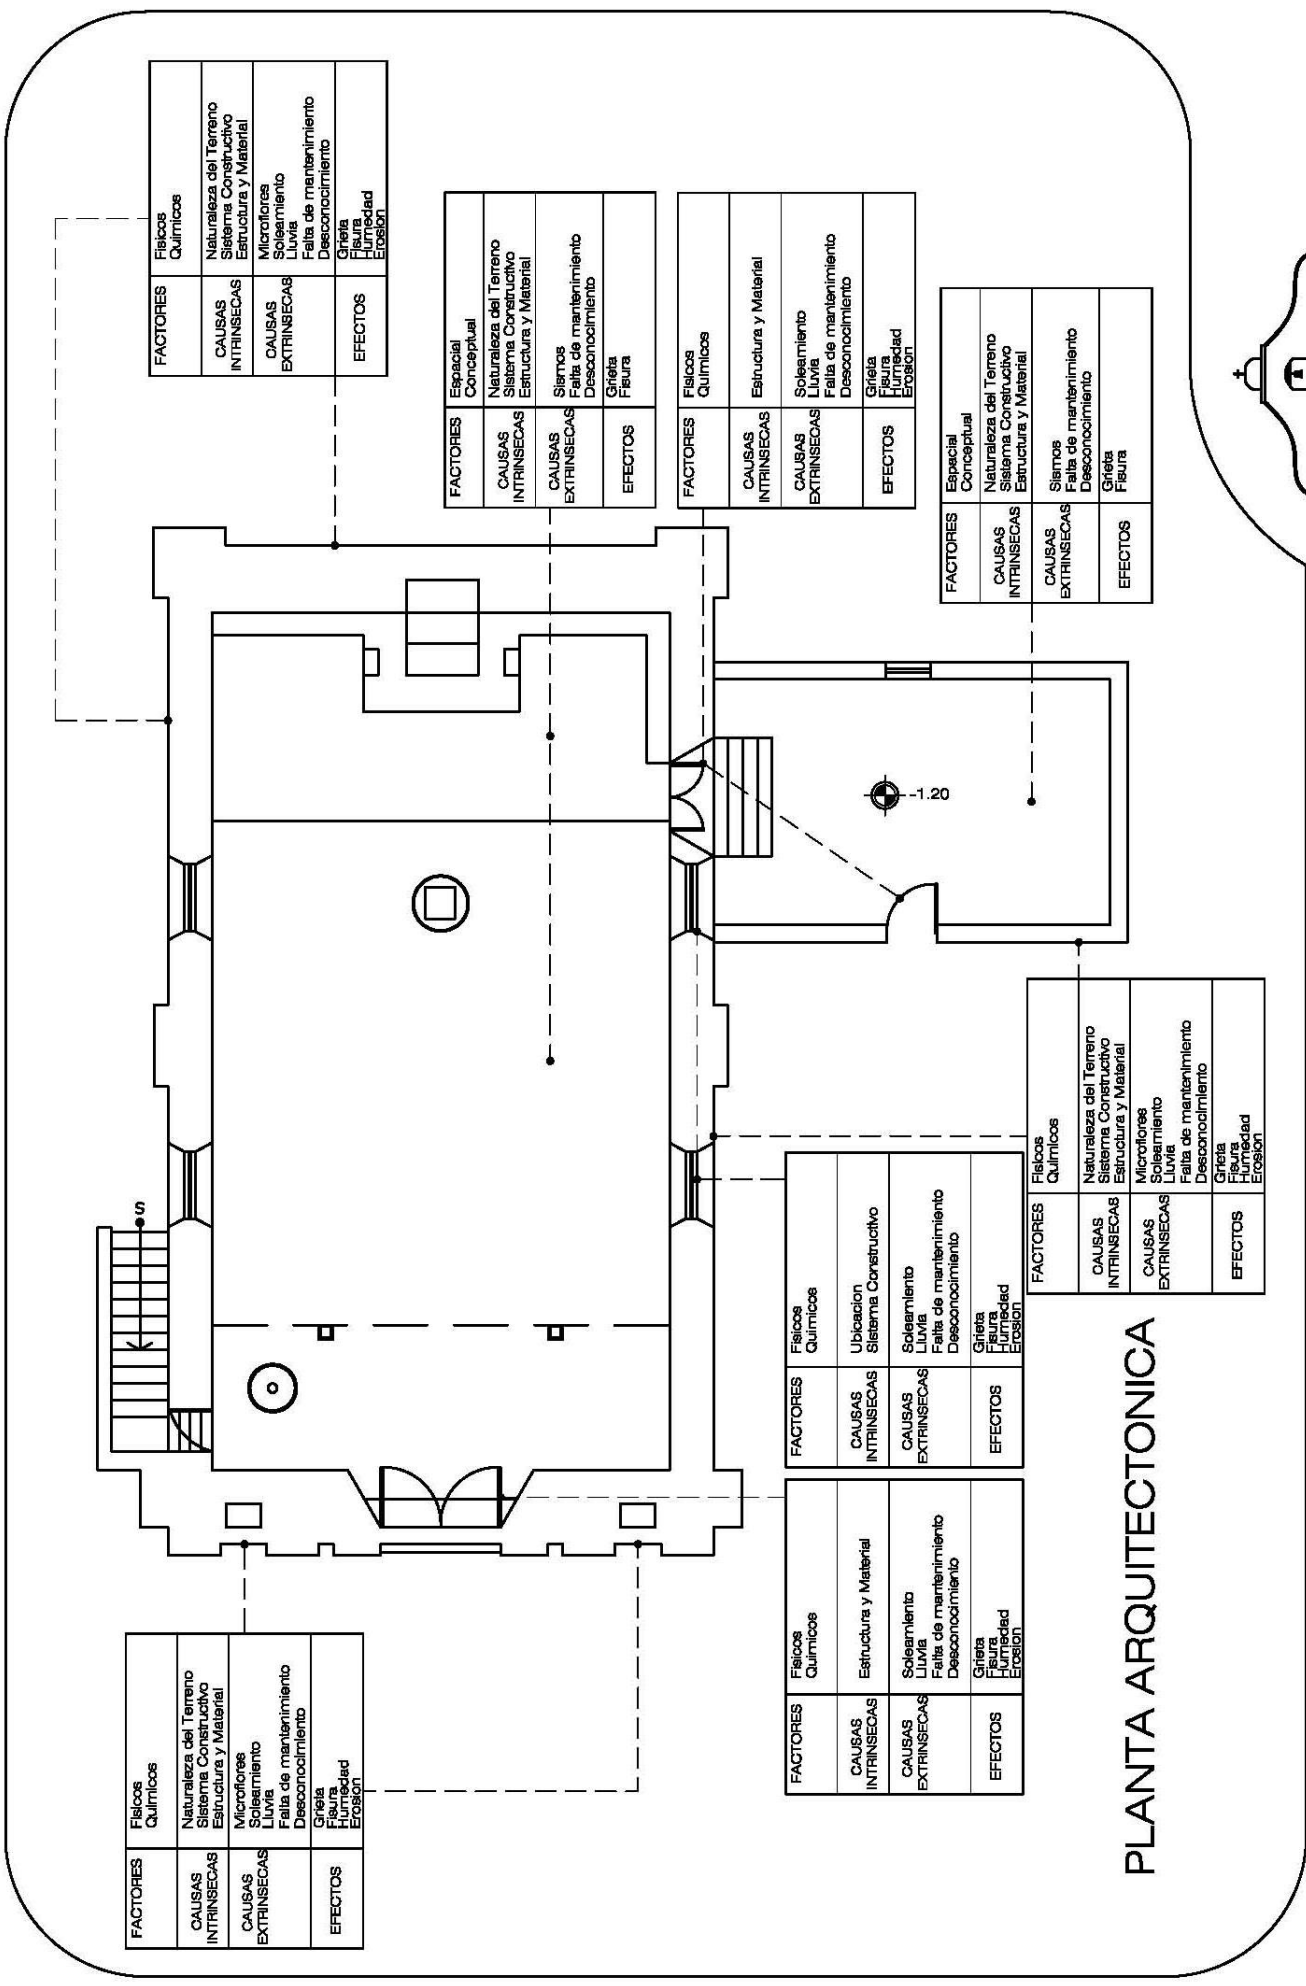 FACTORES
Fisicos
Quimicos
CAUSAS
INTRINSECAS
Naturaleza del Terreno
Sistema Constructivo
Estructura y Material
CAUSAS
EXTRINSECAS
Microflores
Soleamiento
Lluvia
Falta de mantenimiento
Desconocimiento
EFECTOS
Grieta
Fisura
Humedad
Erosion
S
FACTORES
Fisicos
Quimicos
CAUSAS
INTRINSECAS
Naturaleza del Terreno
Sistema Constructivo
Estructura y Material
CAUSAS
EXTRINSECAS
Microflores
Soleamiento
Lluvia
Falta de mantenimiento
Desconocimiento
EFECTOS
Grieta
Fisura
Humedad
Erosion
FACTORES
Espacial
Conceptual
CAUSAS
INTRINSECAS
Naturaleza del Terreno
Sistema Constructivo
Estructura y Material
CAUSAS
EXTRINSECAS
Sismos
Falta de mantenimiento
Desconocimiento
EFECTOS
Grieta
Fisura
FACTORES
Fisicos
Quimicos
CAUSAS
INTRINSECAS
Estructura y Material
CAUSAS
EXTRINSECAS
Soleamiento
Lluvia
Falta de mantenimiento
Desconocimiento
EFECTOS
Grieta
Fisura
Humedad
Erosion
FACTORES
Fisicos
Quimicos
CAUSAS
INTRINSECAS
Estructura y Material
CAUSAS
EXTRINSECAS
Soleamiento
Lluvia
Falta de mantenimiento
Desconocimiento
EFECTOS
Grieta
Fisura
Humedad
Erosion
FACTORES
Fisicos
Quimicos
CAUSAS
INTRINSECAS
Ubicacion
Sistema Constructivo
CAUSAS
EXTRINSECAS
Soleamiento
Lluvia
Falta de mantenimiento
Desconocimiento
EFECTOS
Grieta
Fisura
Humedad
Erosion
-1.20
FACTORES
Espacial
Conceptual
CAUSAS
INTRINSECAS
Naturaleza del Terreno
Sistema Constructivo
Estructura y Material
CAUSAS
EXTRINSECAS
Sismos
Falta de mantenimiento
Desconocimiento
EFECTOS
Grieta
Fisura
FACTORES
Fisicos
Quimicos
CAUSAS
INTRINSECAS
Naturaleza del Terreno
Sistema Constructivo
Estructura y Material
CAUSAS
EXTRINSECAS
Microflores
Soleamiento
Lluvia
Falta de mantenimiento
Desconocimiento
EFECTOS
Grieta
Fisura
Humedad
Erosion
PLANTA ARQUITECTONICA